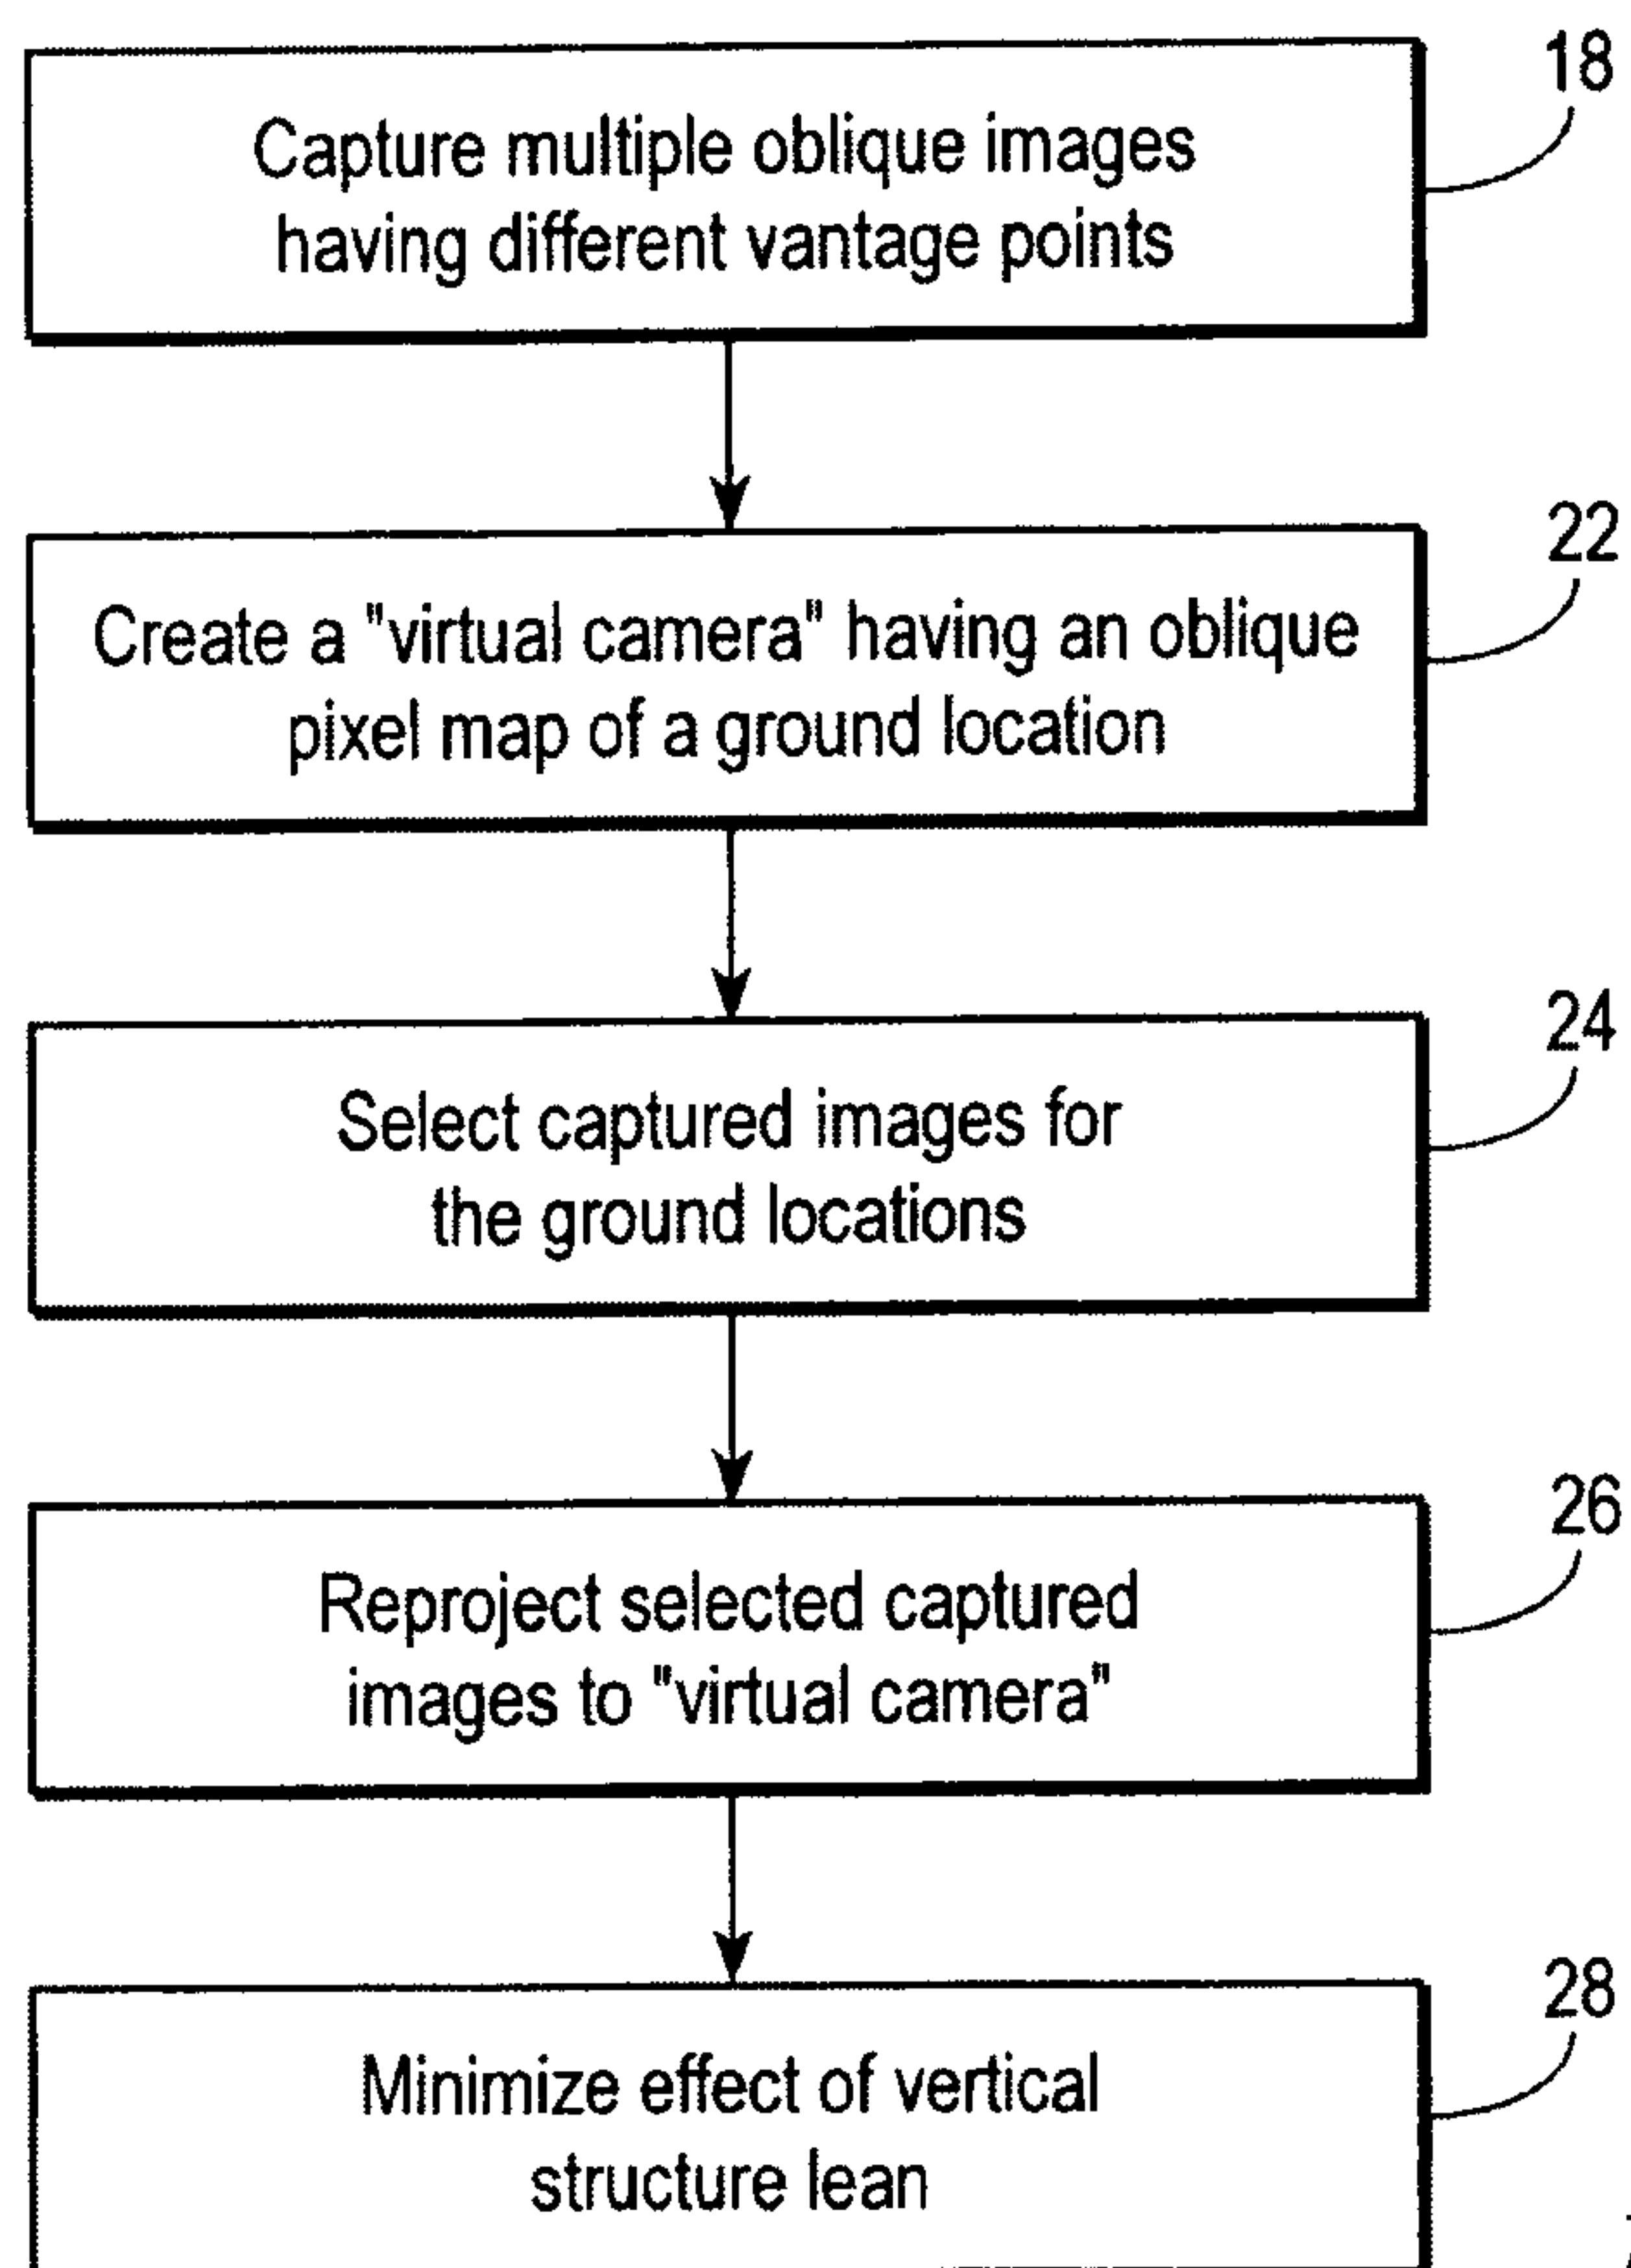 18
Capture multiple oblique images
having different vantage points
22
Create a "virtual camera" having an oblique
pixel map of a ground location
24
Select captured images for
the ground locations
26
Reproject selected captured
images to "virtual camera"
28
Minimize effect of vertical
structure lean